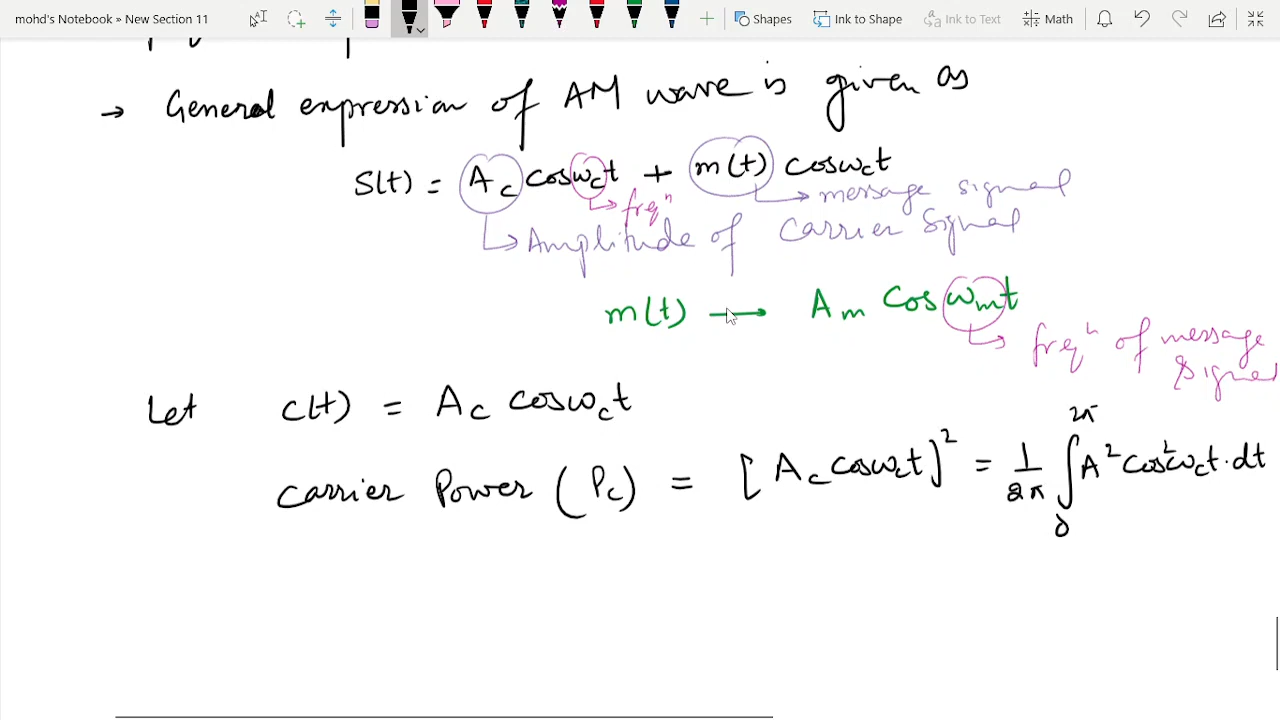 mohd's Notebook » New Section 11 Shapes Ink to Shape Ink to Text Math
→ General expression of AM wave is given as
S(t) = Ac cosωct + m(t) cosωct
↳ freqⁿ ↳ message signal
↳ Amplitude of Carrier Signal
m(t) → Am Cos ωmt
↳ freqⁿ of message
Signal
Let c(t) = Ac cosωct
Carrier Power (Pc) = [Ac cosωct]² = 1/2π ∫₀^2π A² Cos²ωct·dt